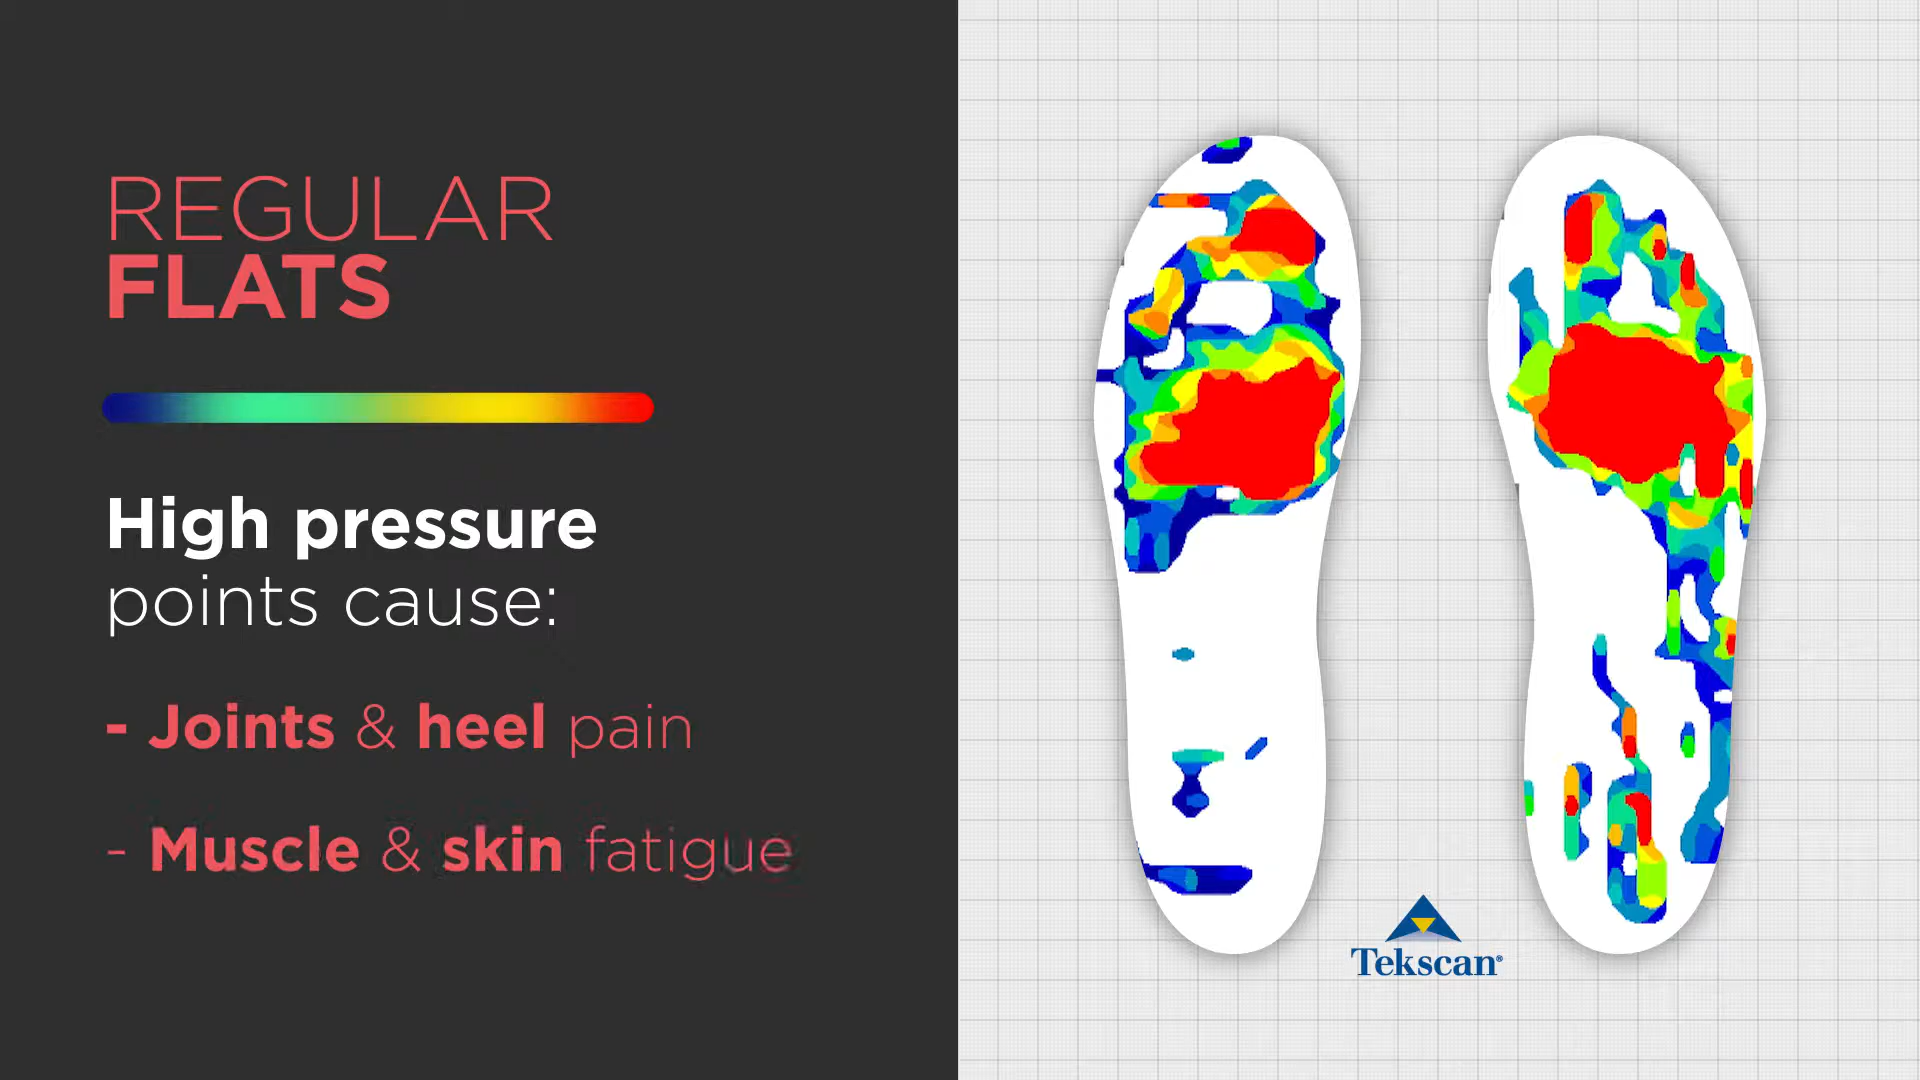 REGULAR
FLATS
High pressure
points cause:
- Joints & heel pain
- Muscle & skin fatigue
Tekscan®